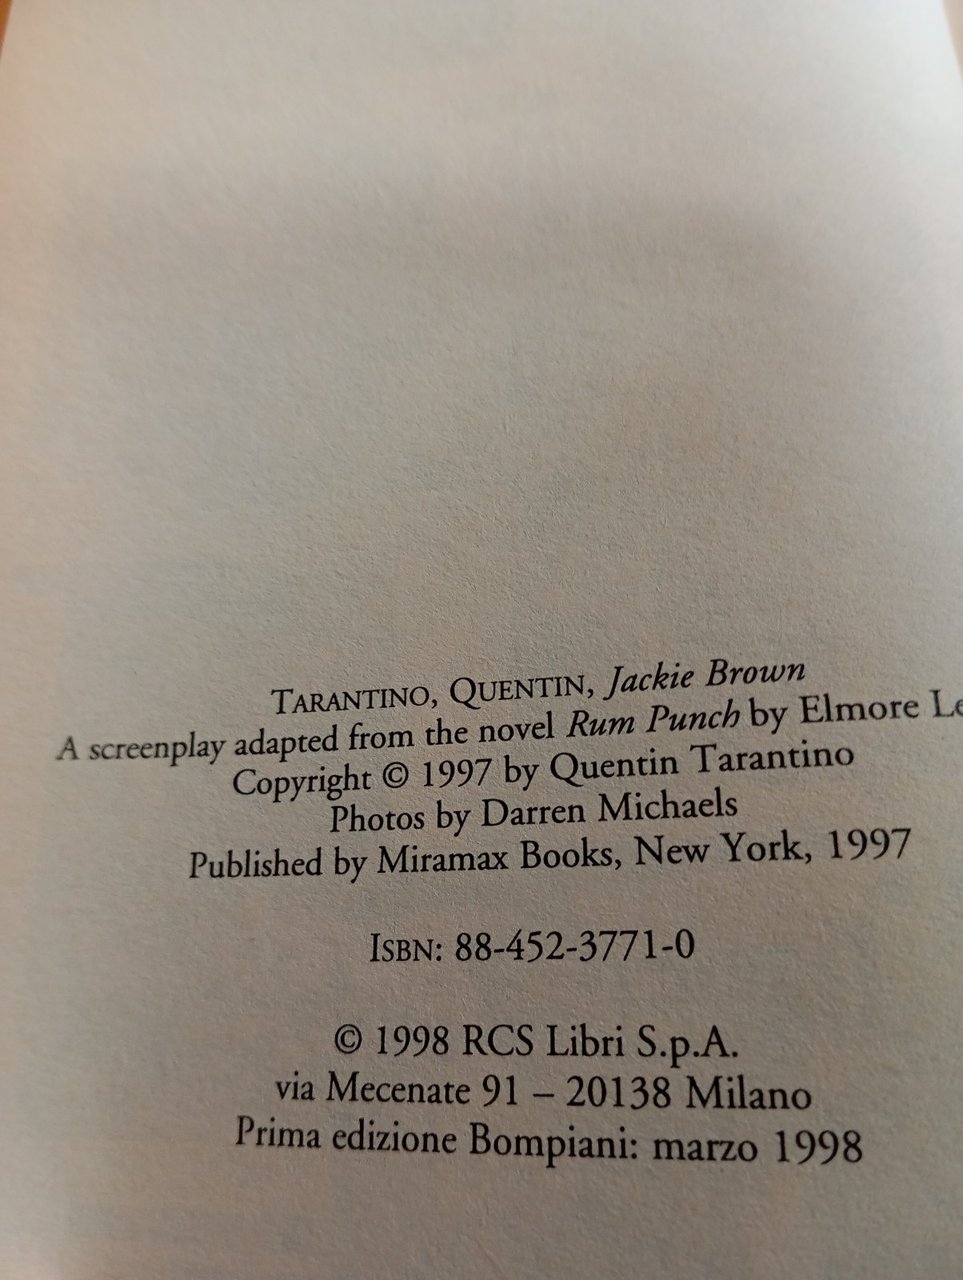 TARANTINO, QUENTIN, Jackie Brown
A screenplay adapted from the novel Rum Punch by Elmore Le
Copyright © 1997 by Quentin Tarantino
Photos by Darren Michaels
Published by Miramax Books, New York, 1997
ISBN: 88-452-3771-0
© 1998 RCS Libri S.p.A.
via Mecenate 91 – 20138 Milano
Prima edizione Bompiani: marzo 1998